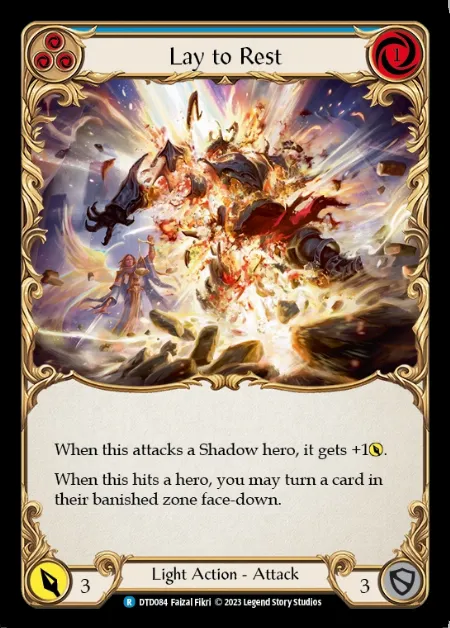 Lay to Rest
1
When this attacks a Shadow hero, it gets +1.
When this hits a hero, you may turn a card in
their banished zone face-down.
3
Light Action - Attack
3
R DTD084 Faizal Fikri © 2023 Legend Story Studios